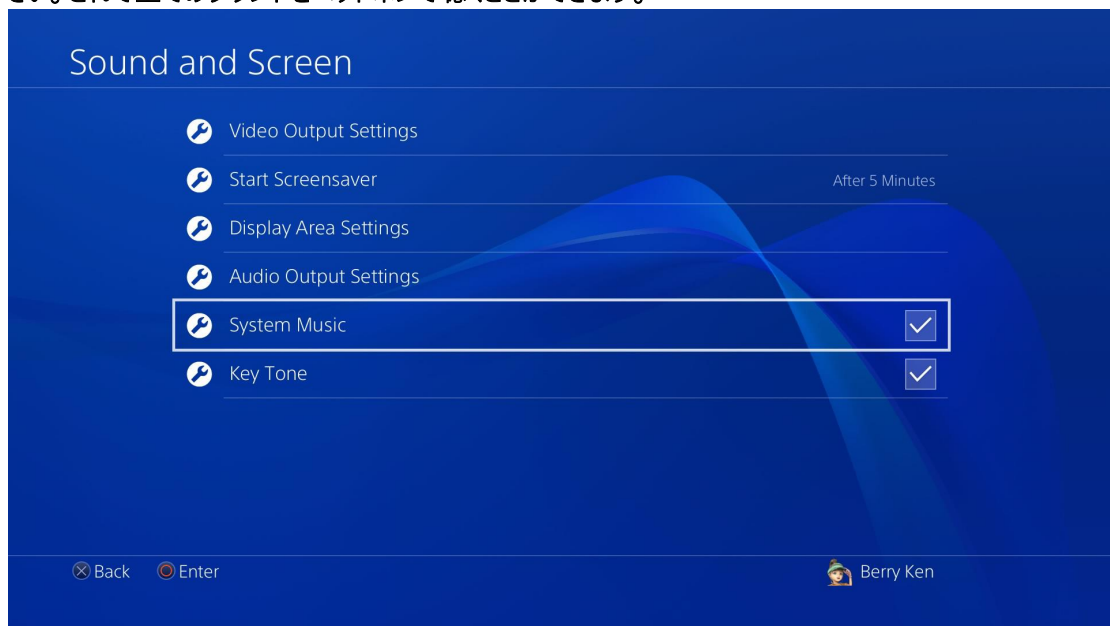 Sound and Screen
Video Output Settings
Start Screensaver After 5 Minutes
Display Area Settings
Audio Output Settings
System Music
Key Tone
Back Enter Berry Ken